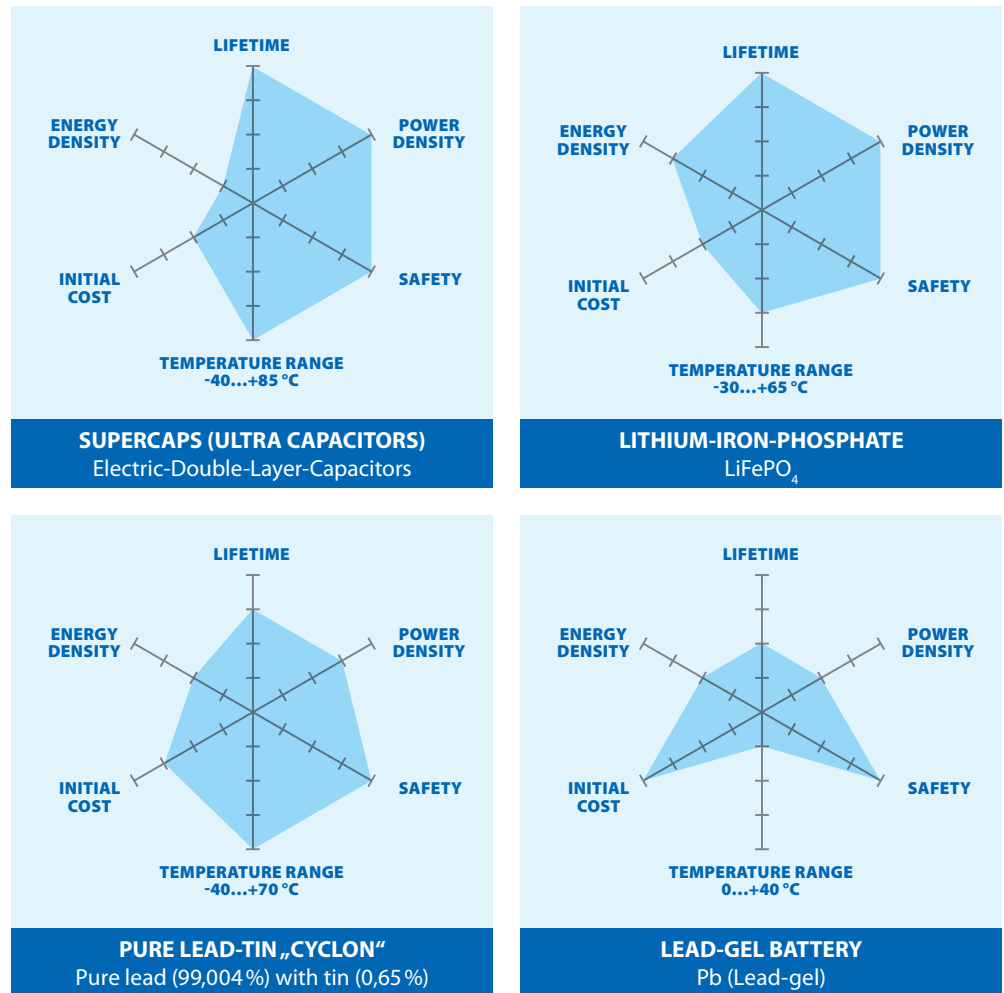 LIFETIME
ENERGY
DENSITY
POWER
DENSITY
INITIAL
COST
SAFETY
TEMPERATURE RANGE
-40...+85 °C
SUPERCAPS (ULTRA CAPACITORS)
Electric-Double-Layer-Capacitors
LIFETIME
ENERGY
DENSITY
POWER
DENSITY
INITIAL
COST
SAFETY
TEMPERATURE RANGE
-30...+65 °C
LITHIUM-IRON-PHOSPHATE
LiFePO₄
LIFETIME
ENERGY
DENSITY
POWER
DENSITY
INITIAL
COST
SAFETY
TEMPERATURE RANGE
-40...+70 °C
PURE LEAD-TIN „CYCLON“
Pure lead (99,004 %) with tin (0,65 %)
LIFETIME
ENERGY
DENSITY
POWER
DENSITY
INITIAL
COST
SAFETY
TEMPERATURE RANGE
0...+40 °C
LEAD-GEL BATTERY
Pb (Lead-gel)